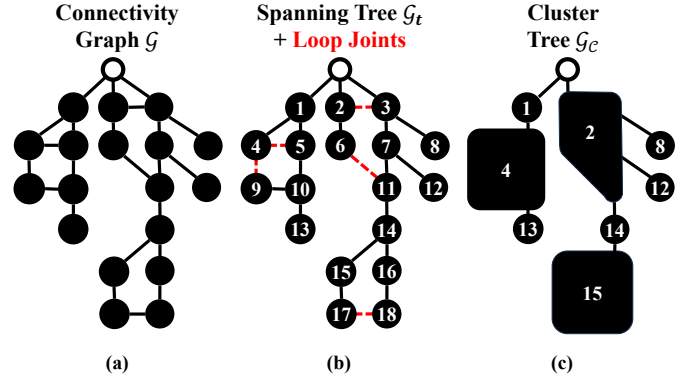 Connectivity
Graph 𝒢
Spanning Tree 𝒢ₜ
+ Loop Joints
Cluster
Tree 𝒢_𝒞
1
2
3
4
5
6
7
8
9
10
11
12
13
14
15
16
17
18
1
2
4
8
12
13
14
15
(a)
(b)
(c)